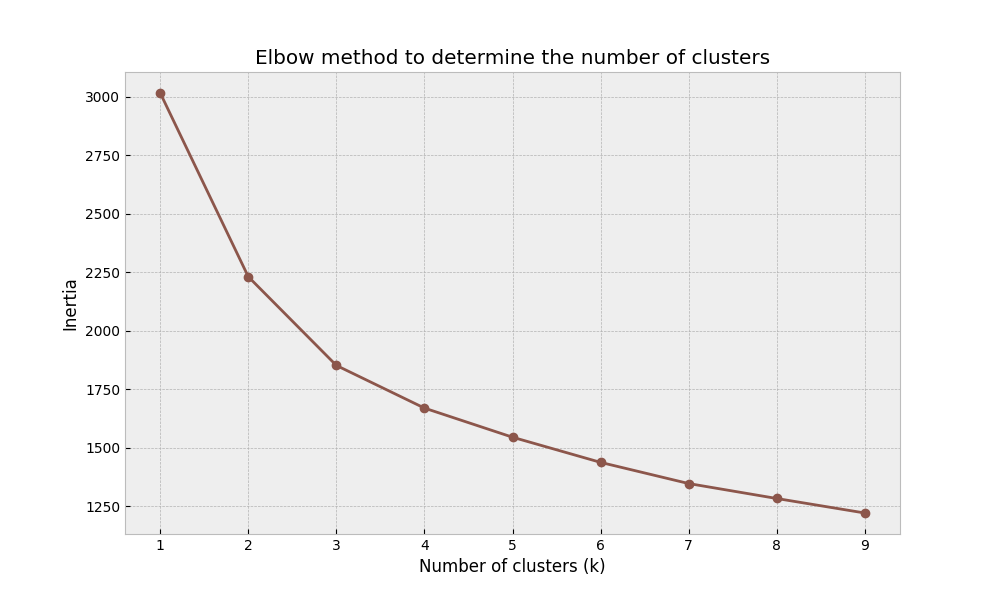 Elbow method to determine the number of clusters
3000
2750
2500
2250
2000
1750
1500
1250
Inertia
1 2 3 4 5 6 7 8 9
Number of clusters (k)